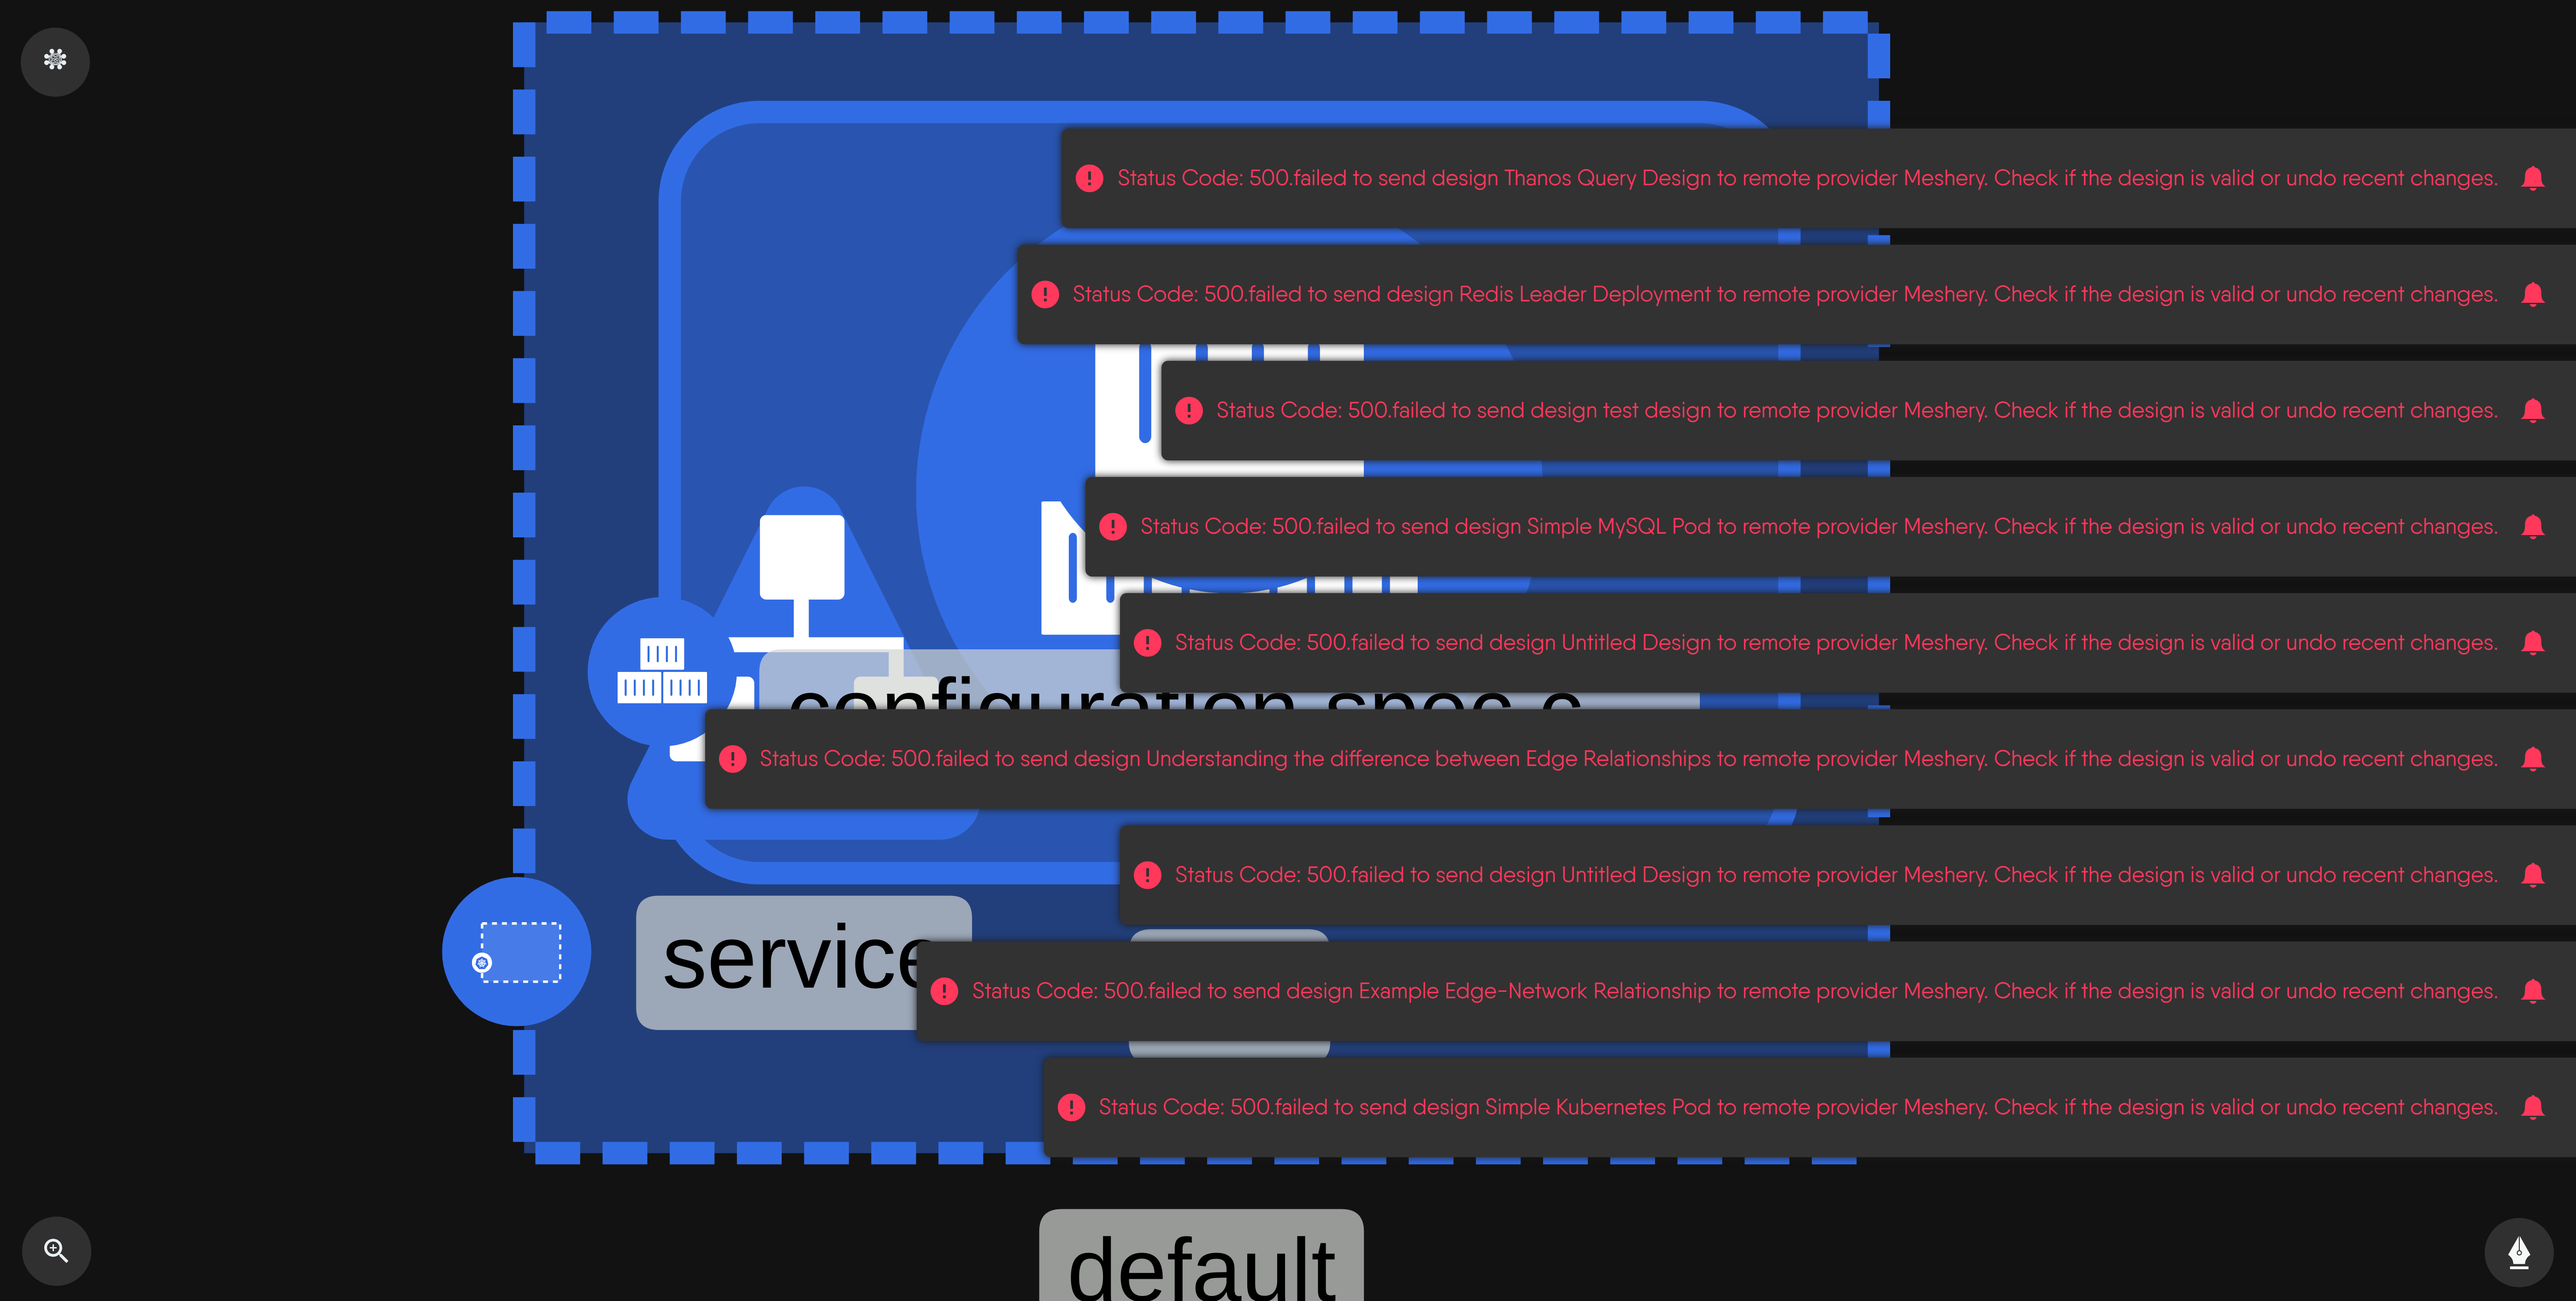 Status Code: 500.failed to send design Thanos Query Design to remote provider Meshery. Check if the design is valid or undo recent changes.
Status Code: 500.failed to send design Redis Leader Deployment to remote provider Meshery. Check if the design is valid or undo recent changes.
Status Code: 500.failed to send design test design to remote provider Meshery. Check if the design is valid or undo recent changes.
Status Code: 500.failed to send design Simple MySQL Pod to remote provider Meshery. Check if the design is valid or undo recent changes.
Status Code: 500.failed to send design Untitled Design to remote provider Meshery. Check if the design is valid or undo recent changes.
configuration spec c
Status Code: 500.failed to send design Understanding the difference between Edge Relationships to remote provider Meshery. Check if the design is valid or undo recent changes.
Status Code: 500.failed to send design Untitled Design to remote provider Meshery. Check if the design is valid or undo recent changes.
service
Status Code: 500.failed to send design Example Edge-Network Relationship to remote provider Meshery. Check if the design is valid or undo recent changes.
Status Code: 500.failed to send design Simple Kubernetes Pod to remote provider Meshery. Check if the design is valid or undo recent changes.
default